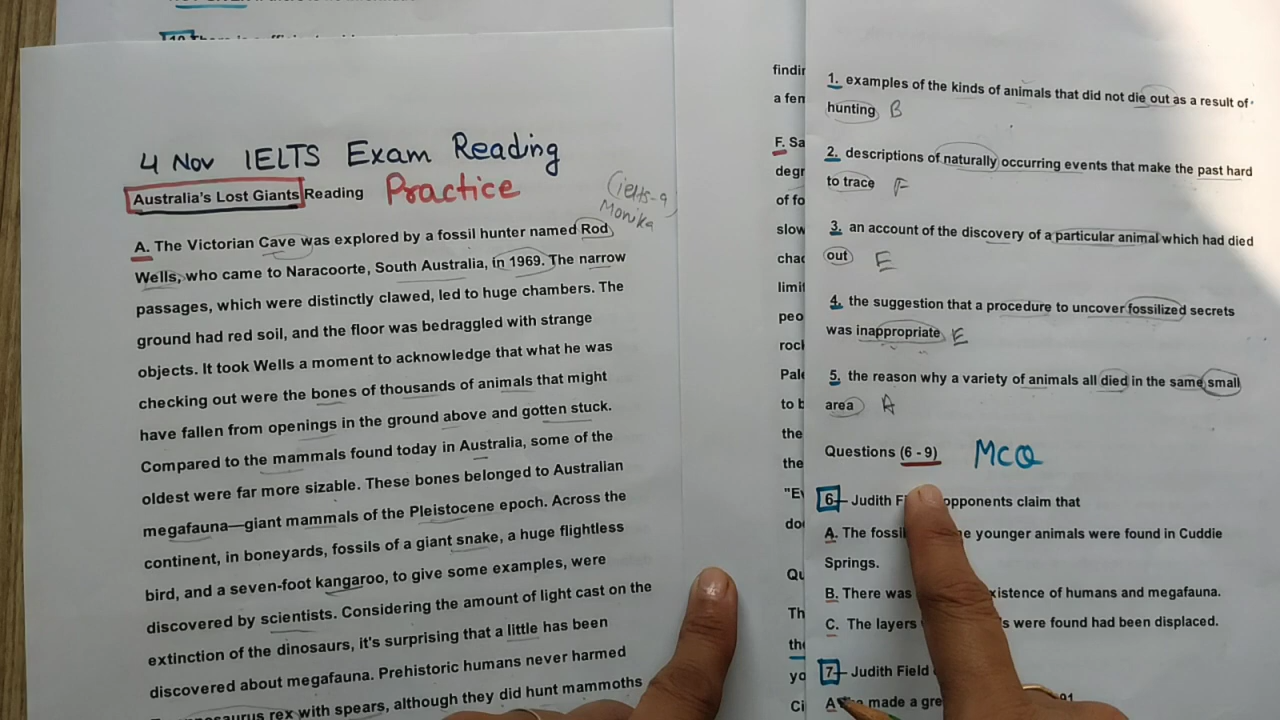 4 Nov IELTS Exam Reading
Australia's Lost Giants Reading Practice
(ielts-9)
Monika
A. The Victorian Cave was explored by a fossil hunter named Rod
Wells, who came to Naracoorte, South Australia, in 1969. The narrow
passages, which were distinctly clawed, led to huge chambers. The
ground had red soil, and the floor was bedraggled with strange
objects. It took Wells a moment to acknowledge that what he was
checking out were the bones of thousands of animals that might
have fallen from openings in the ground above and gotten stuck.
Compared to the mammals found today in Australia, some of the
oldest were far more sizable. These bones belonged to Australian
megafauna—giant mammals of the Pleistocene epoch. Across the
continent, in boneyards, fossils of a giant snake, a huge flightless
bird, and a seven-foot kangaroo, to give some examples, were
discovered by scientists. Considering the amount of light cast on the
extinction of the dinosaurs, it's surprising that a little has been
discovered about megafauna. Prehistoric humans never harmed
rex with spears, although they did hunt mammoths
findin
a fen
F. Sa
degr
of fo
slow
chac
limit
peo
rock
Pale
to b
the
the
"Ev
do
Qu
Th
the
yo
Ci
1. examples of the kinds of animals that did not die out as a result of
hunting B
2. descriptions of naturally occurring events that make the past hard
to trace F
3. an account of the discovery of a particular animal which had died
out E
4. the suggestion that a procedure to uncover fossilized secrets
was inappropriate E
5. the reason why a variety of animals all died in the same small
area A
Questions (6 - 9) MCQ
6 Judith opponents claim that
A. The younger animals were found in Cuddie
Springs.
B. There was of humans and megafauna.
C. The layers were found had been displaced.
7 Judith Field
A made a